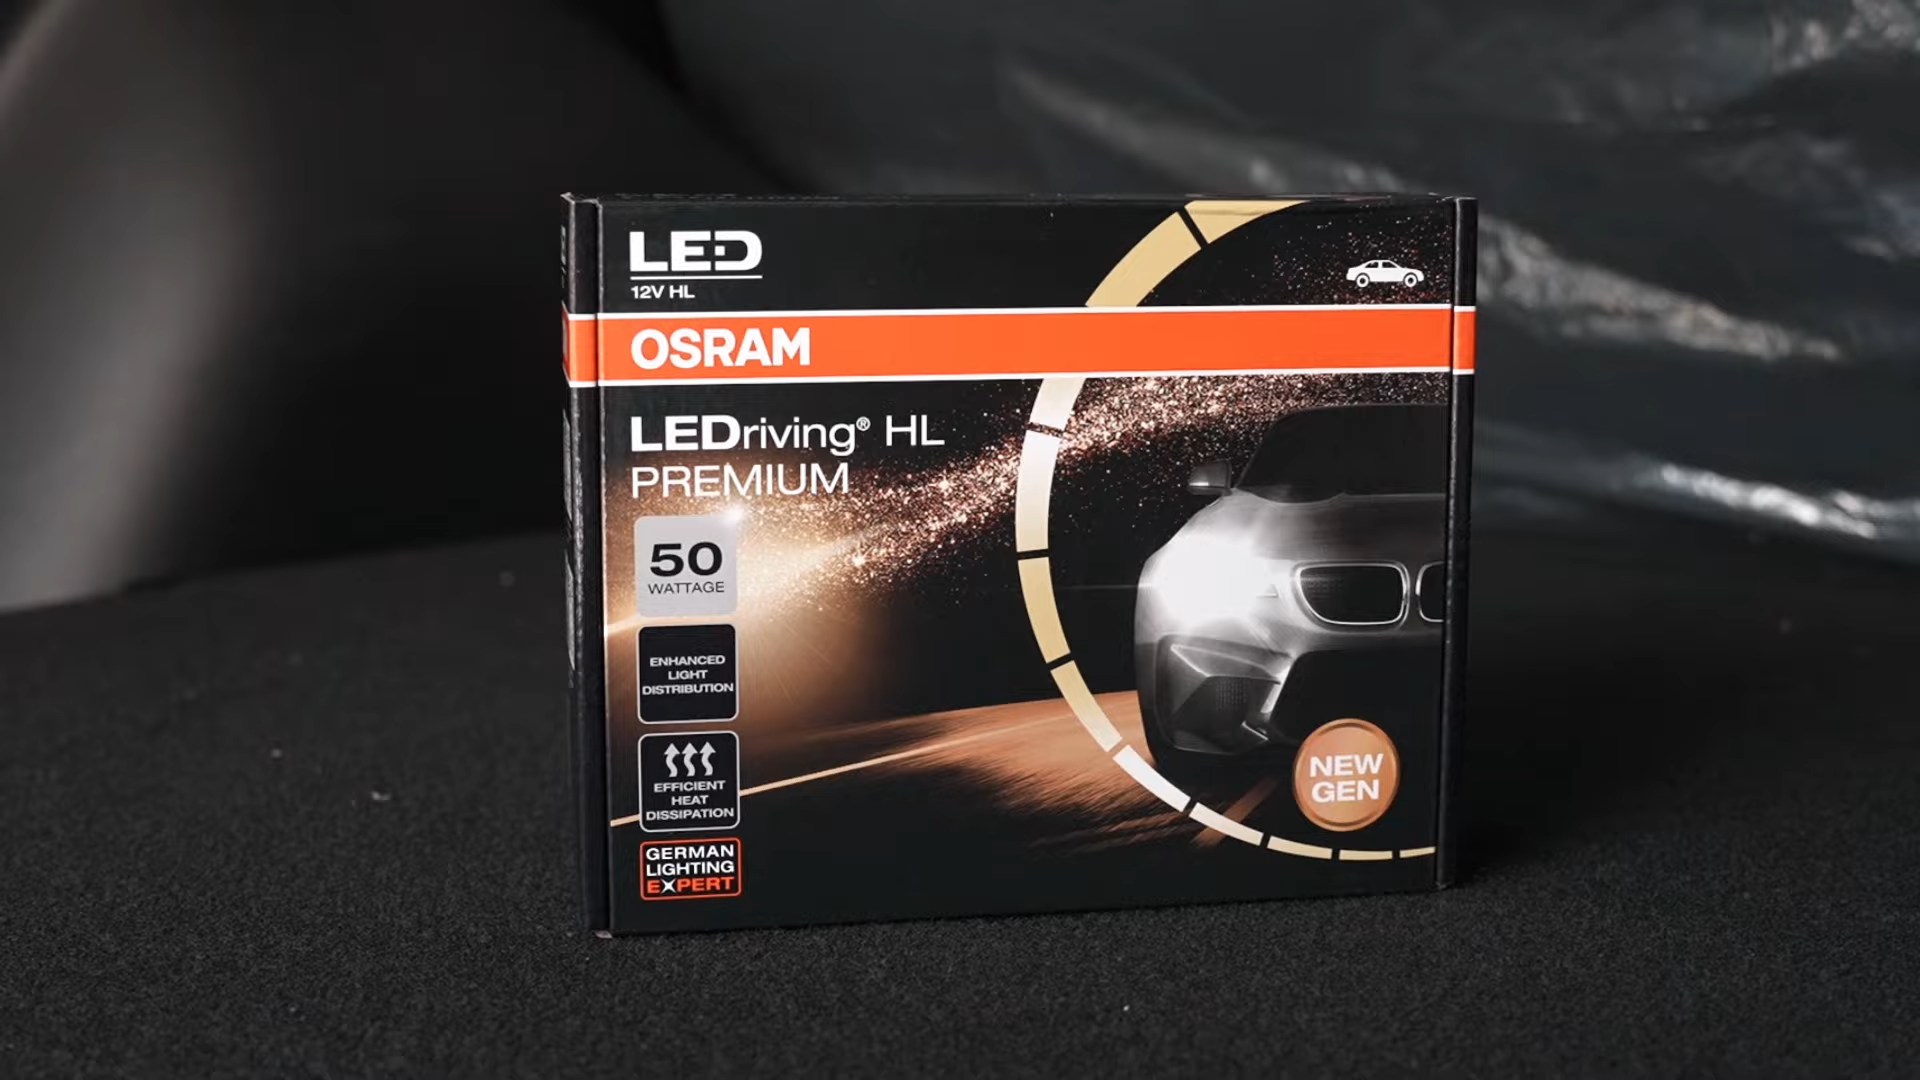 LED
12V HL
OSRAM
LEDriving® HL
PREMIUM
50
WATTAGE
ENHANCED
LIGHT
DISTRIBUTION
EFFICIENT
HEAT
DISSIPATION
GERMAN
LIGHTING
EXPERT
NEW
GEN